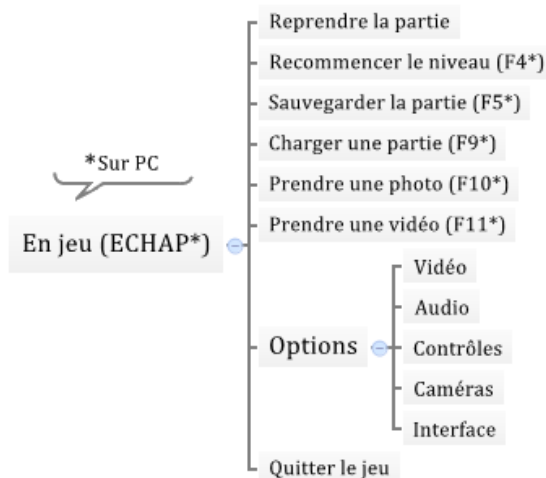 Reprendre la partie
Recommencer le niveau (F4*)
Sauvegarder la partie (F5*)
Charger une partie (F9*)
Prendre une photo (F10*)
Prendre une vidéo (F11*)
*Sur PC
En jeu (ECHAP*)
Options
Vidéo
Audio
Contrôles
Caméras
Interface
Quitter le jeu